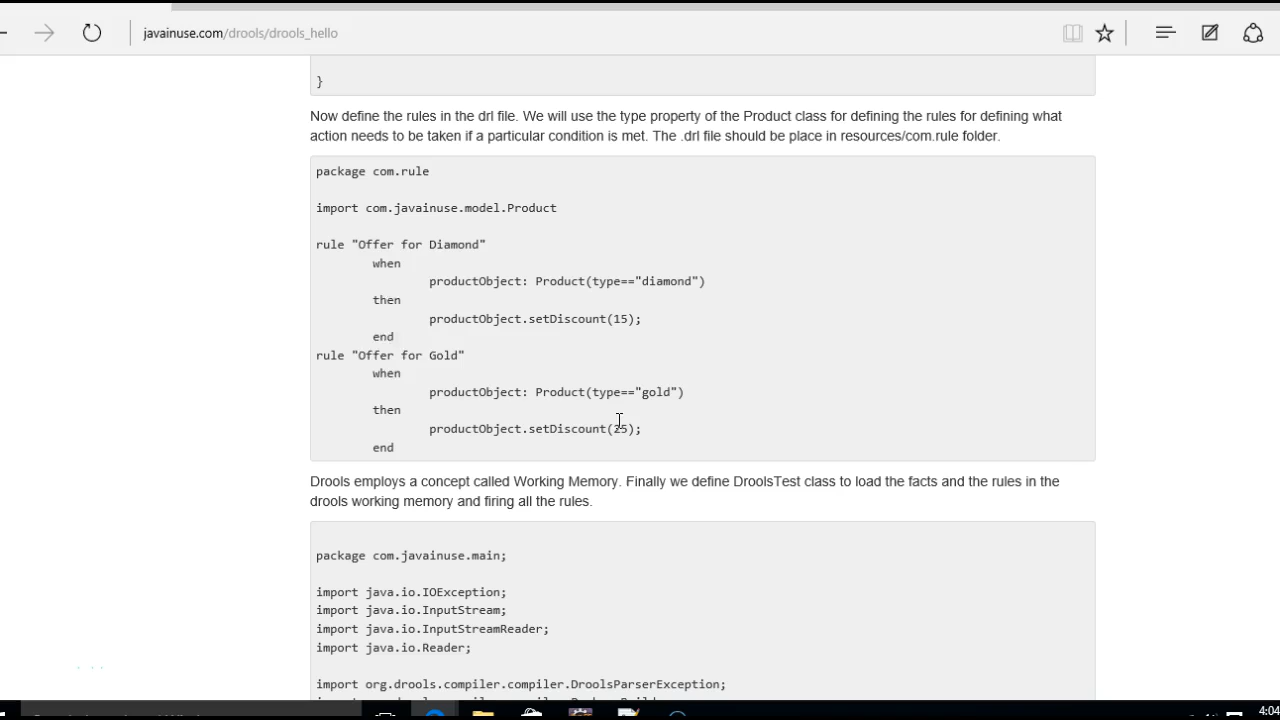 javainuse.com/drools/drools_hello
}
Now define the rules in the drl file. We will use the type property of the Product class for defining the rules for defining what
action needs to be taken if a particular condition is met. The .drl file should be place in resources/com.rule folder.
package com.rule
import com.javainuse.model.Product
rule "Offer for Diamond"
when
productObject: Product(type=="diamond")
then
productObject.setDiscount(15);
end
rule "Offer for Gold"
when
productObject: Product(type=="gold")
then
productObject.setDiscount(25);
end
Drools employs a concept called Working Memory. Finally we define DroolsTest class to load the facts and the rules in the
drools working memory and firing all the rules.
package com.javainuse.main;
import java.io.IOException;
import java.io.InputStream;
import java.io.InputStreamReader;
import java.io.Reader;
import org.drools.compiler.compiler.DroolsParserException;
4:04